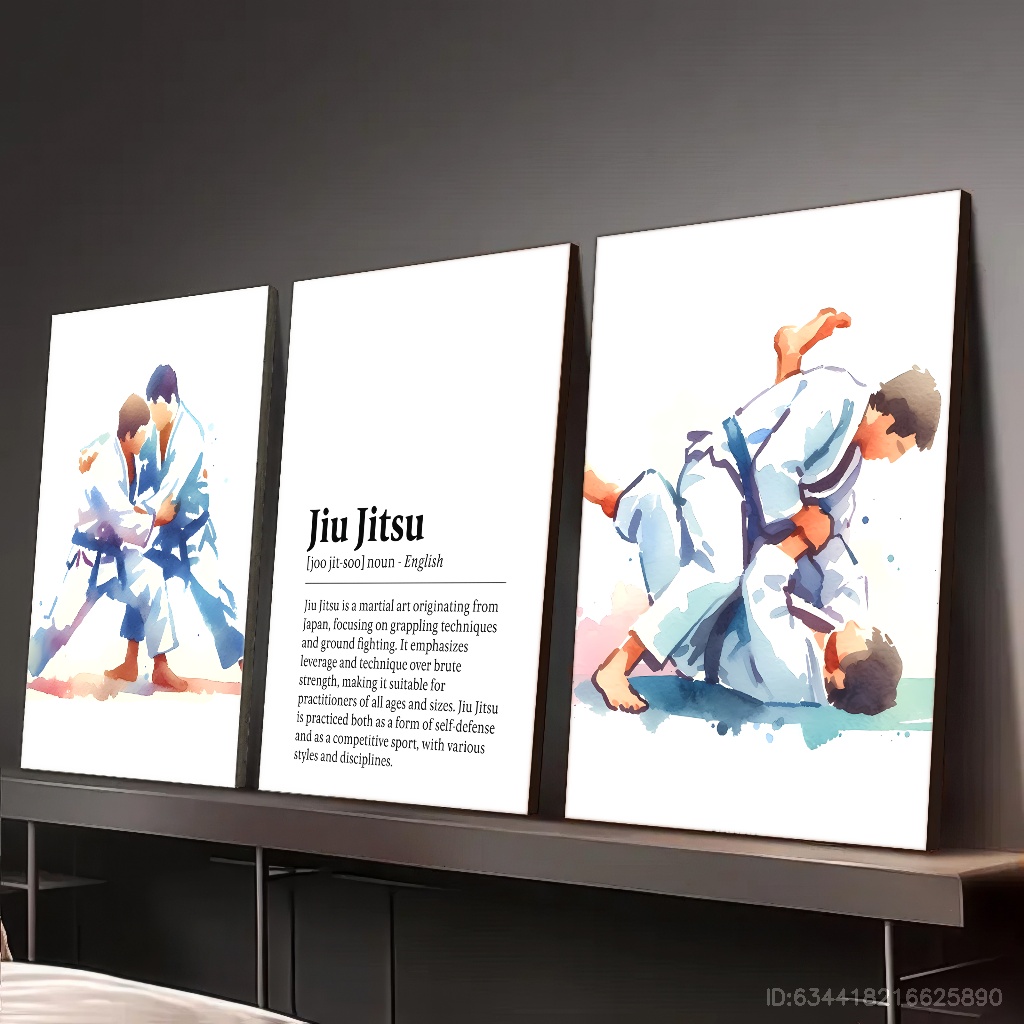 Jiu Jitsu
[joo jit-soo] noun - English
Jiu Jitsu is a martial art originating from
Japan, focusing on grappling techniques
and ground fighting. It emphasizes
leverage and technique over brute
strength, making it suitable for
practitioners of all ages and sizes. Jiu Jitsu
is practiced both as a form of self-defense
and as a competitive sport, with various
styles and disciplines.
ID:634418216625890